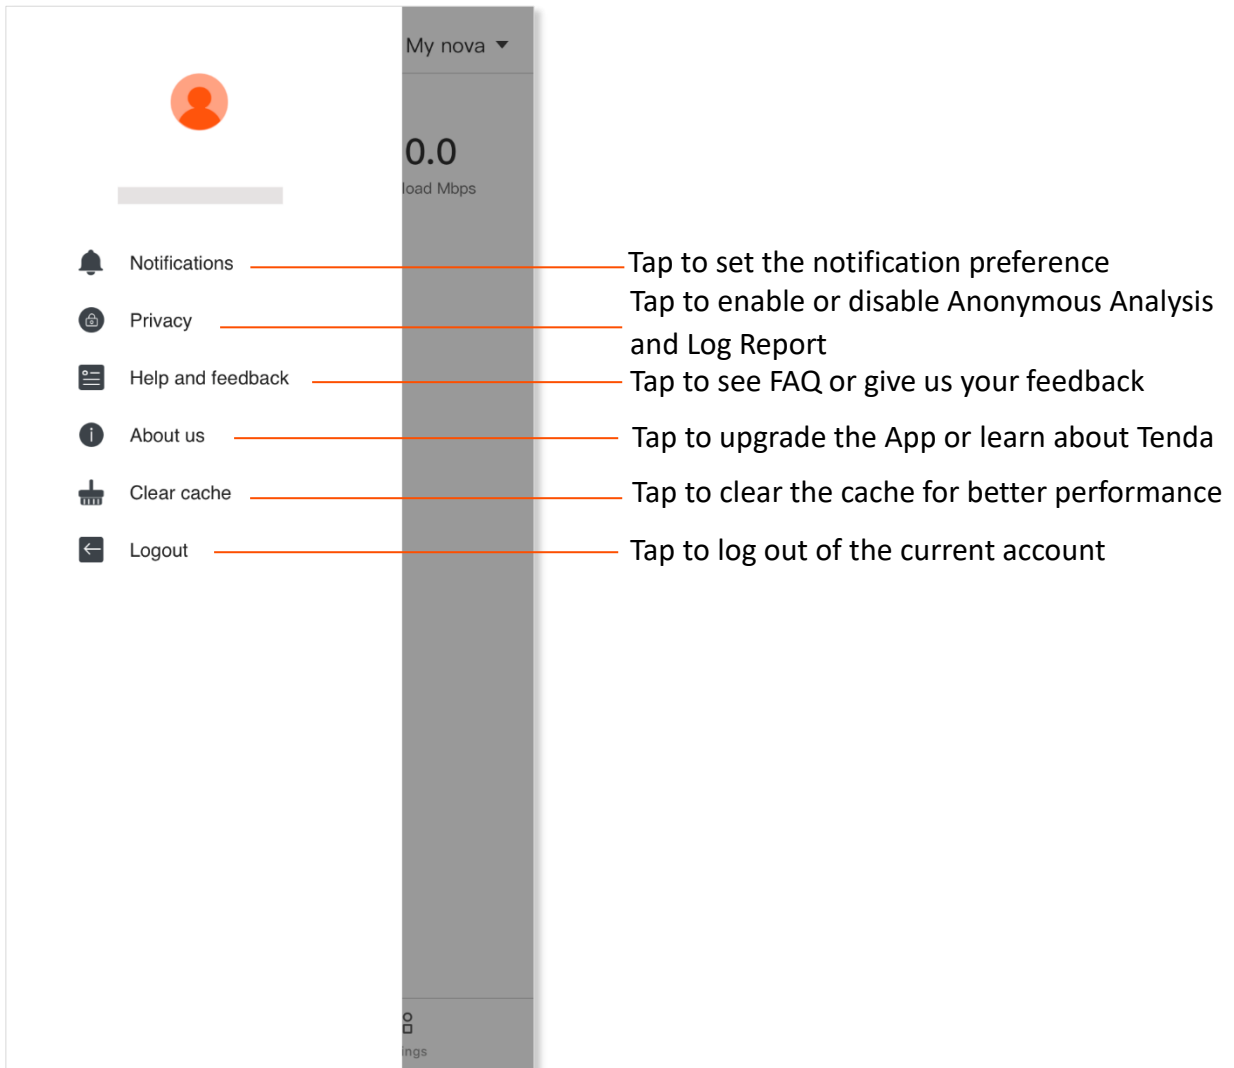 My nova
0.0
load Mbps
Notifications
Tap to set the notification preference
Privacy
Tap to enable or disable Anonymous Analysis
and Log Report
Help and feedback
Tap to see FAQ or give us your feedback
About us
Tap to upgrade the App or learn about Tenda
Clear cache
Tap to clear the cache for better performance
Logout
Tap to log out of the current account
ings